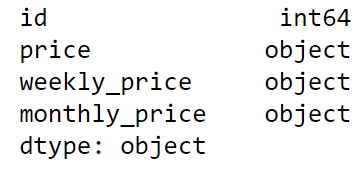 id int64
price object
weekly_price object
monthly_price object
dtype: object